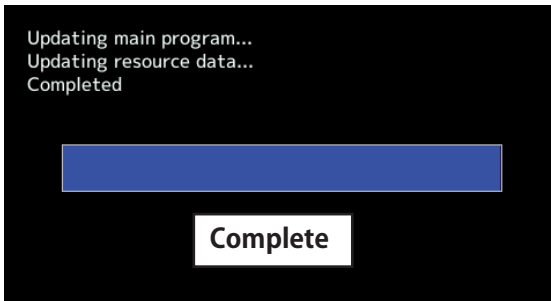 Updating main program...
Updating resource data...
Completed
Complete